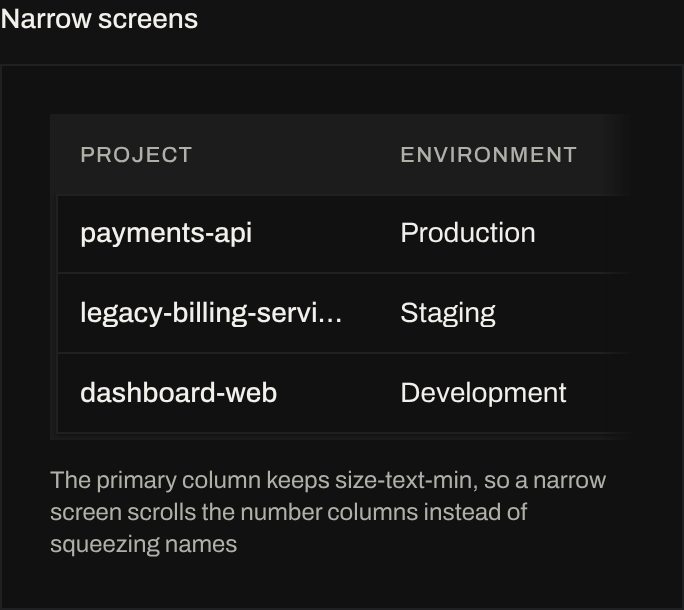 Narrow screens
PROJECT ENVIRONMENT
payments-api Production
legacy-billing-servi... Staging
dashboard-web Development
The primary column keeps size-text-min, so a narrow
screen scrolls the number columns instead of
squeezing names